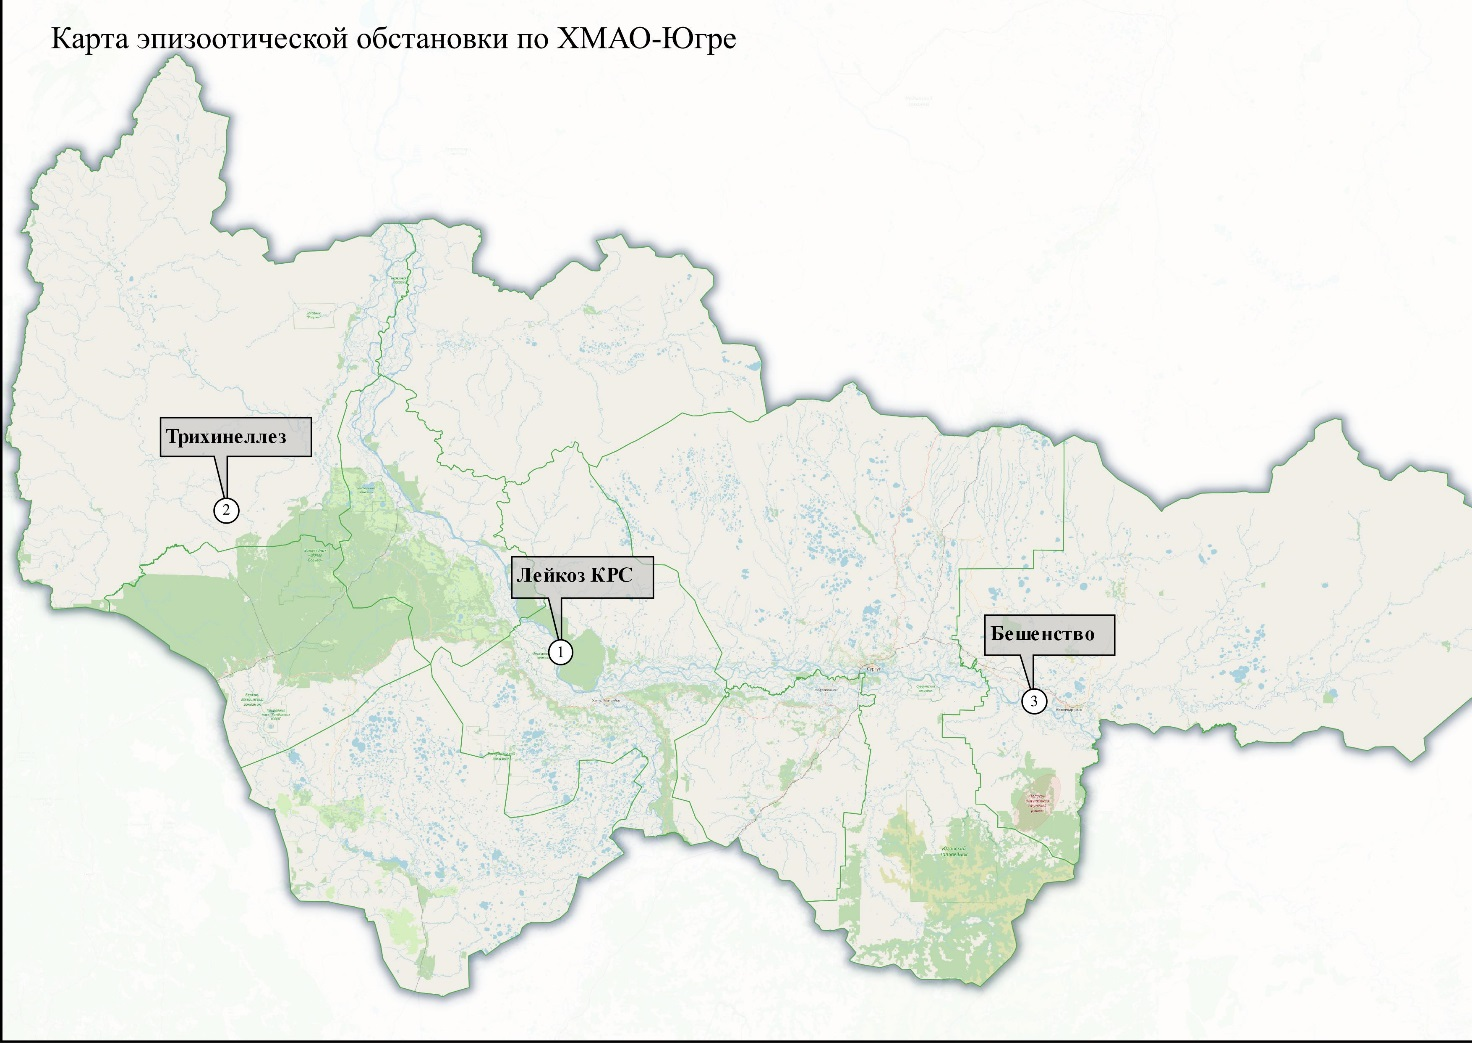 Карта эпизоотической обстановки по ХМАО-Югре
Трихинеллез
2
Лейкоз КРС
1
Бешенство
3